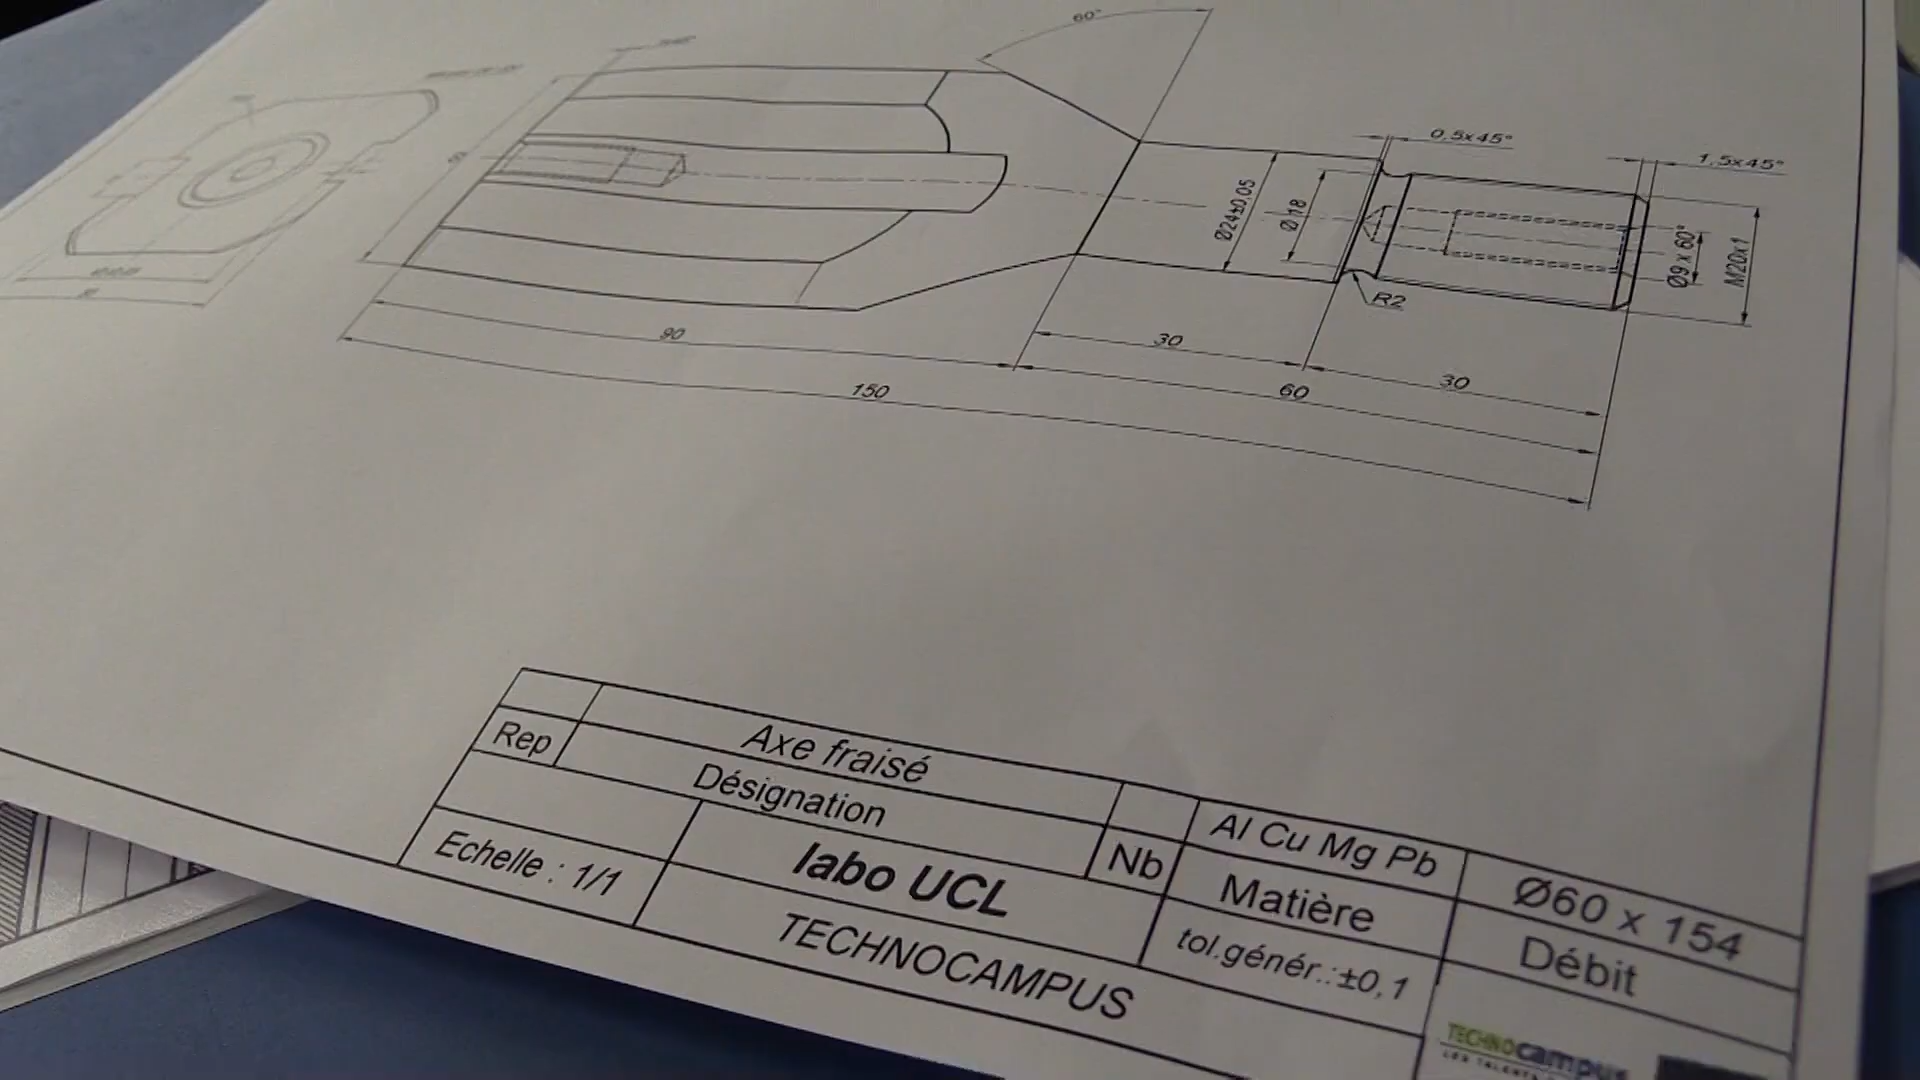 60°
0,5x45°
1,5x45°
Ø24±0,05
Ø18
Ø9 x 60°
M20x1
R2
90
30
30
150
60
Axe fraisé
Al Cu Mg Pb
Ø60 x 154
Rep
Désignation
Nb
Matière
Débit
Echelle : 1/1
labo UCL
tol.génér.:±0,1
TECHNOCAMPUS
TECHNOcampus